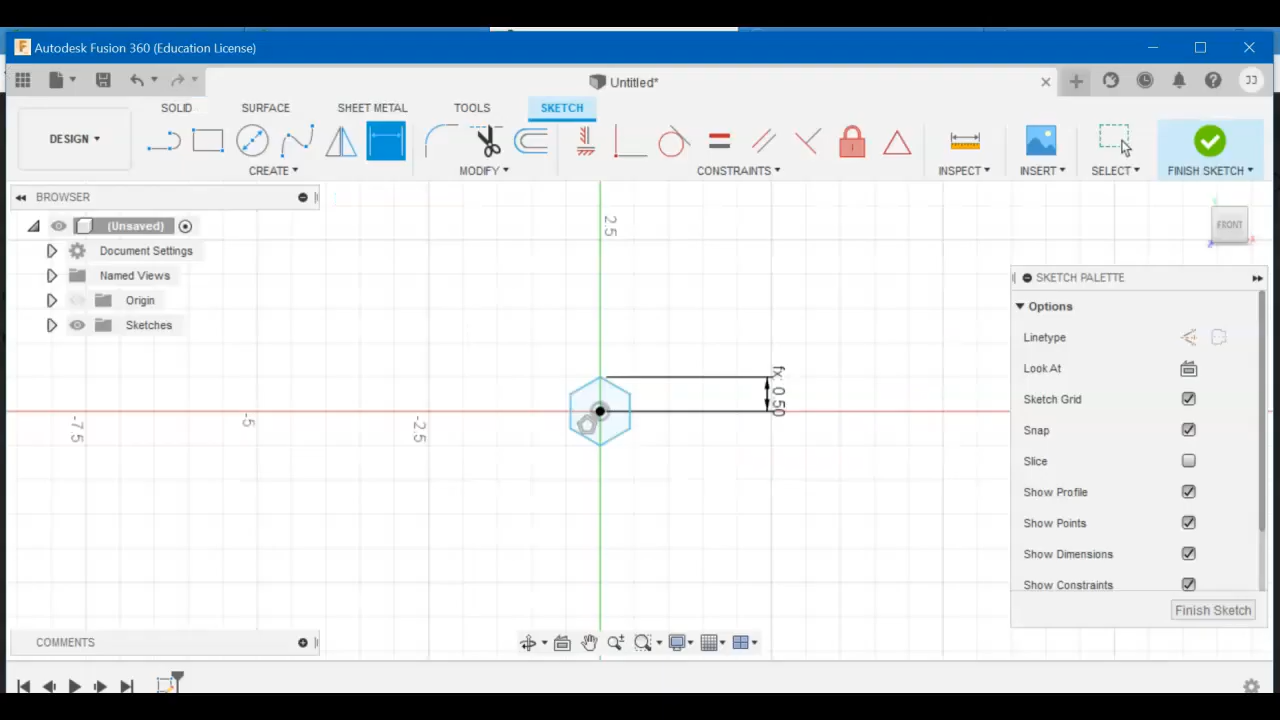 Autodesk Fusion 360 (Education License)
Untitled*
JJ
SOLID
SURFACE
SHEET METAL
TOOLS
SKETCH
DESIGN
CREATE
MODIFY
CONSTRAINTS
INSPECT
INSERT
SELECT
FINISH SKETCH
BROWSER
(Unsaved)
Document Settings
Named Views
Origin
Sketches
2.5
FRONT
fx: 0.50
-7.5
-5
-2.5
SKETCH PALETTE
Options
Linetype
Look At
Sketch Grid
Snap
Slice
Show Profile
Show Points
Show Dimensions
Show Constraints
Finish Sketch
COMMENTS